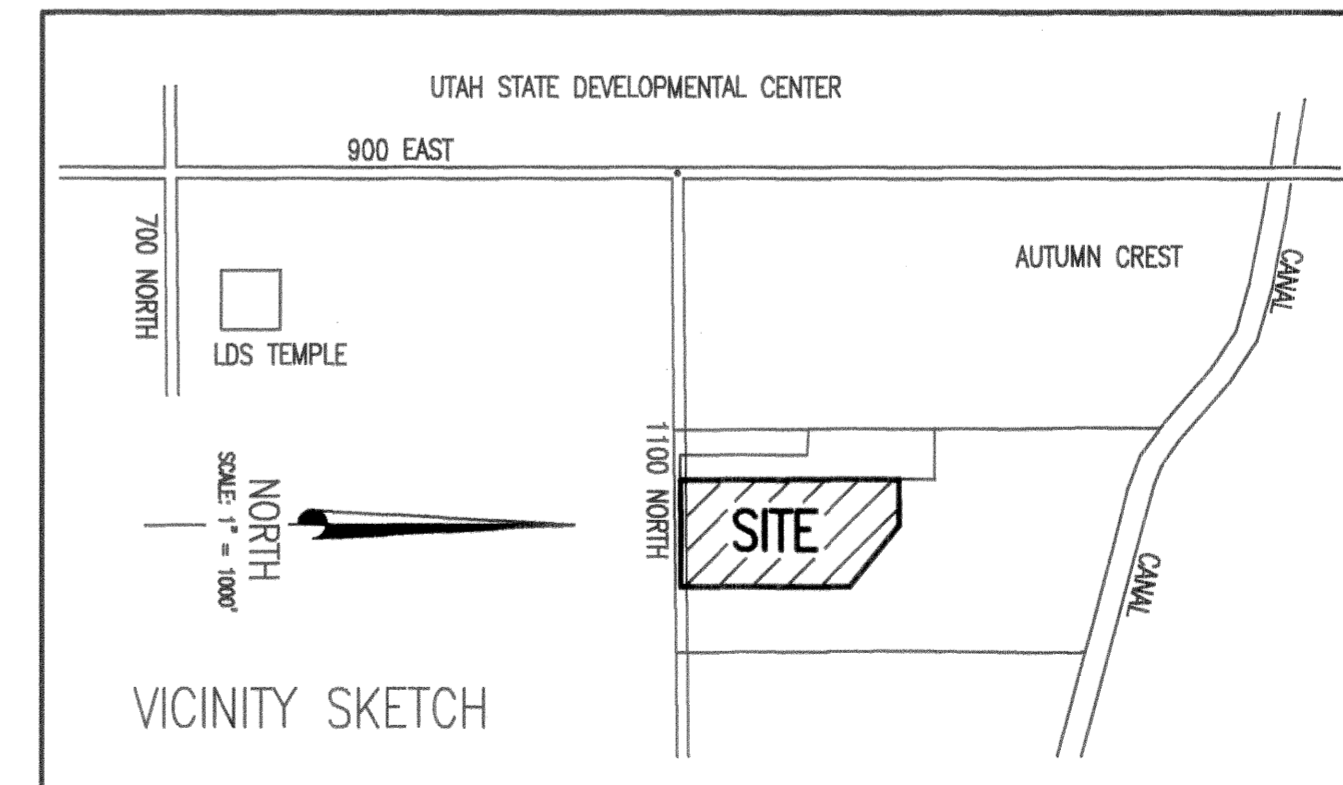 UTAH STATE DEVELOPMENTAL CENTER
900 EAST
700 NORTH
LDS TEMPLE
AUTUMN CREST
CANAL
1100 NORTH
SITE
NORTH
SCALE: 1" = 1000'
CANAL
VICINITY SKETCH